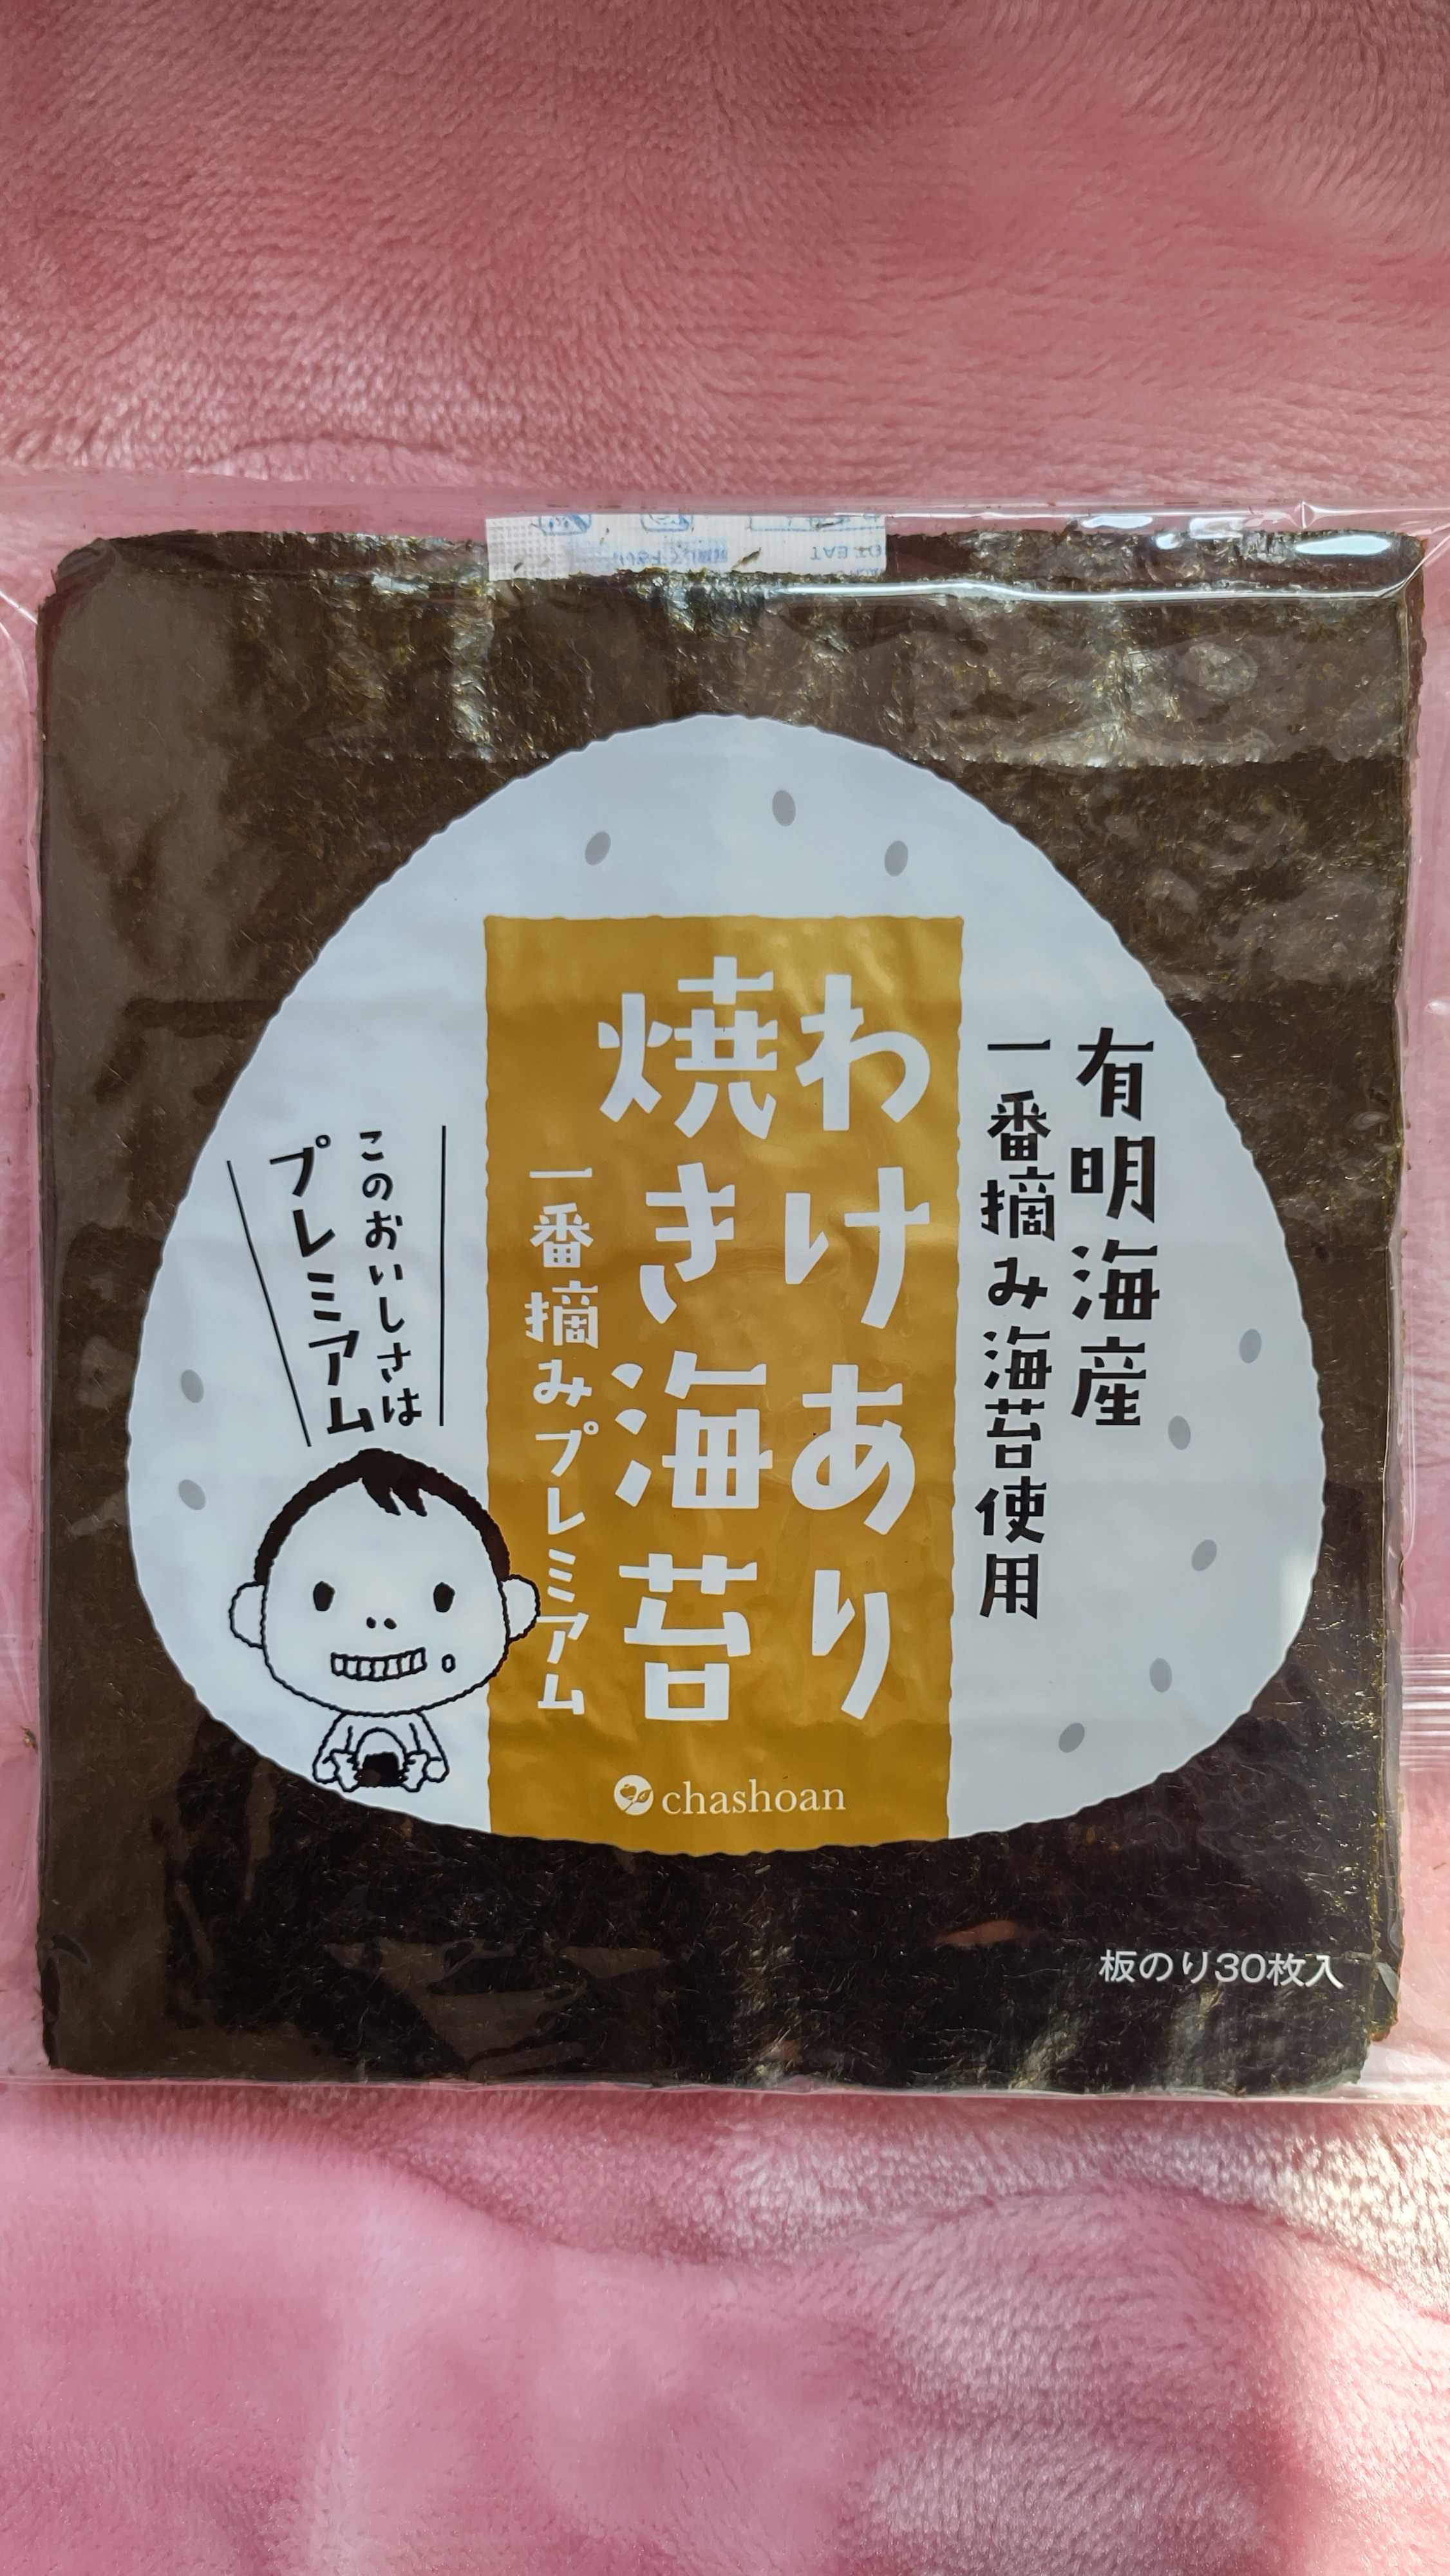 有明海産
一番摘み海苔使用
わけあり
焼き海苔
一番摘みプレミアム
このおいしさは
プレミアム
chashoan
板のり30枚入